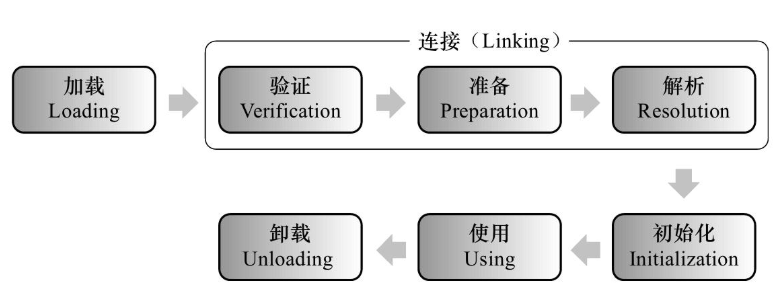 连接（Linking）
加载
Loading
验证
Verification
准备
Preparation
解析
Resolution
初始化
Initialization
使用
Using
卸载
Unloading